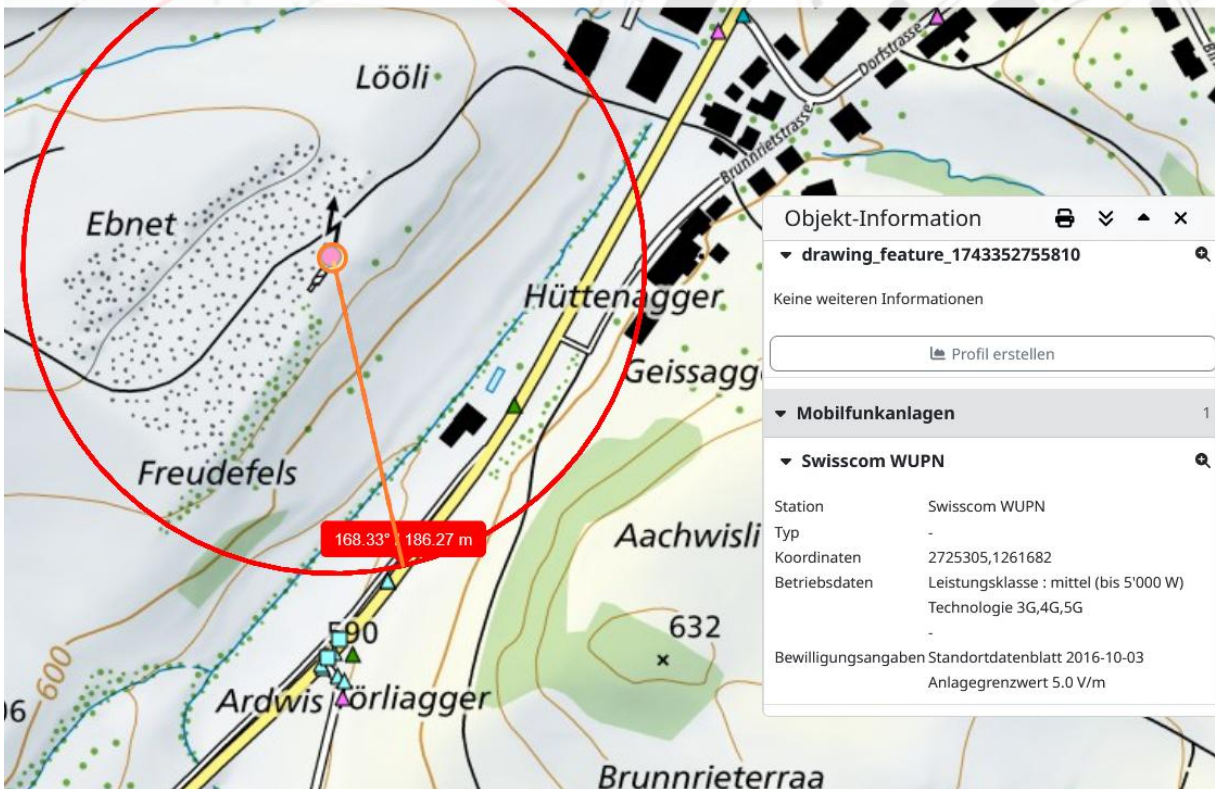 Lööli
Dorfstrasse
Brunnrietstrasse
Ebnet
Hüttenagger
Geissagg
Freudefels
168.33° / 186.27 m
Aachwisli
590
632
600
Ardwis
örliagger
06
Brunnrieterraa
Objekt-Information
drawing_feature_1743352755810
Keine weiteren Informationen
Profil erstellen
Mobilfunkanlagen 1
Swisscom WUPN
Station Swisscom WUPN
Typ -
Koordinaten 2725305,1261682
Betriebsdaten Leistungsklasse : mittel (bis 5'000 W)
Technologie 3G,4G,5G
-
Bewilligungsangaben Standortdatenblatt 2016-10-03
Anlagegrenzwert 5.0 V/m